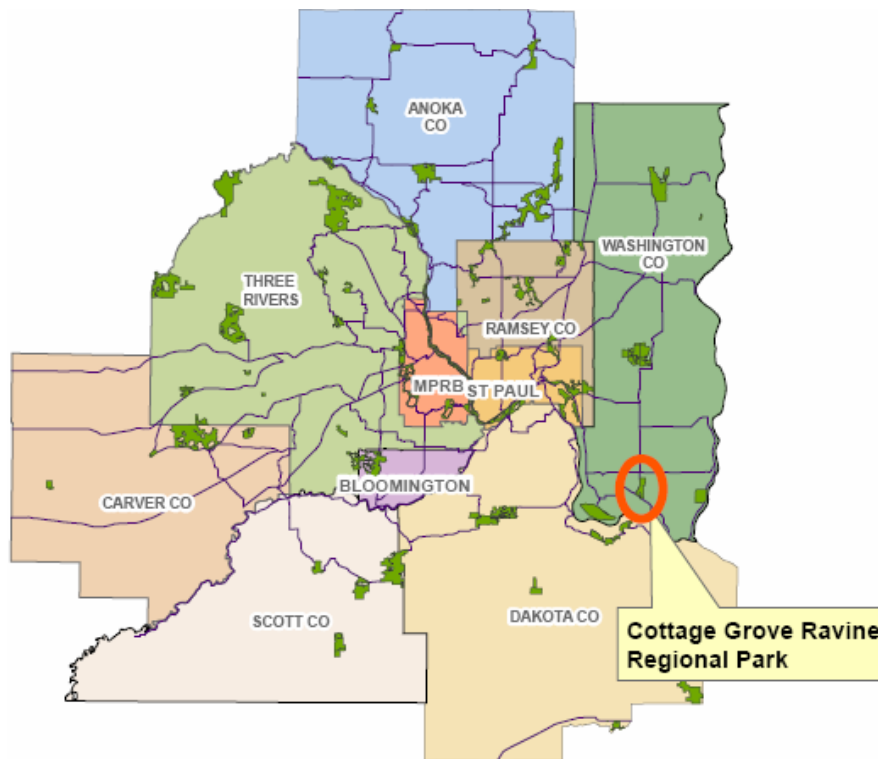 ANOKA
CO
WASHINGTON
CO
THREE
RIVERS
RAMSEY CO
MPRB
ST PAUL
BLOOMINGTON
CARVER CO
SCOTT CO
DAKOTA CO
Cottage Grove Ravine
Regional Park